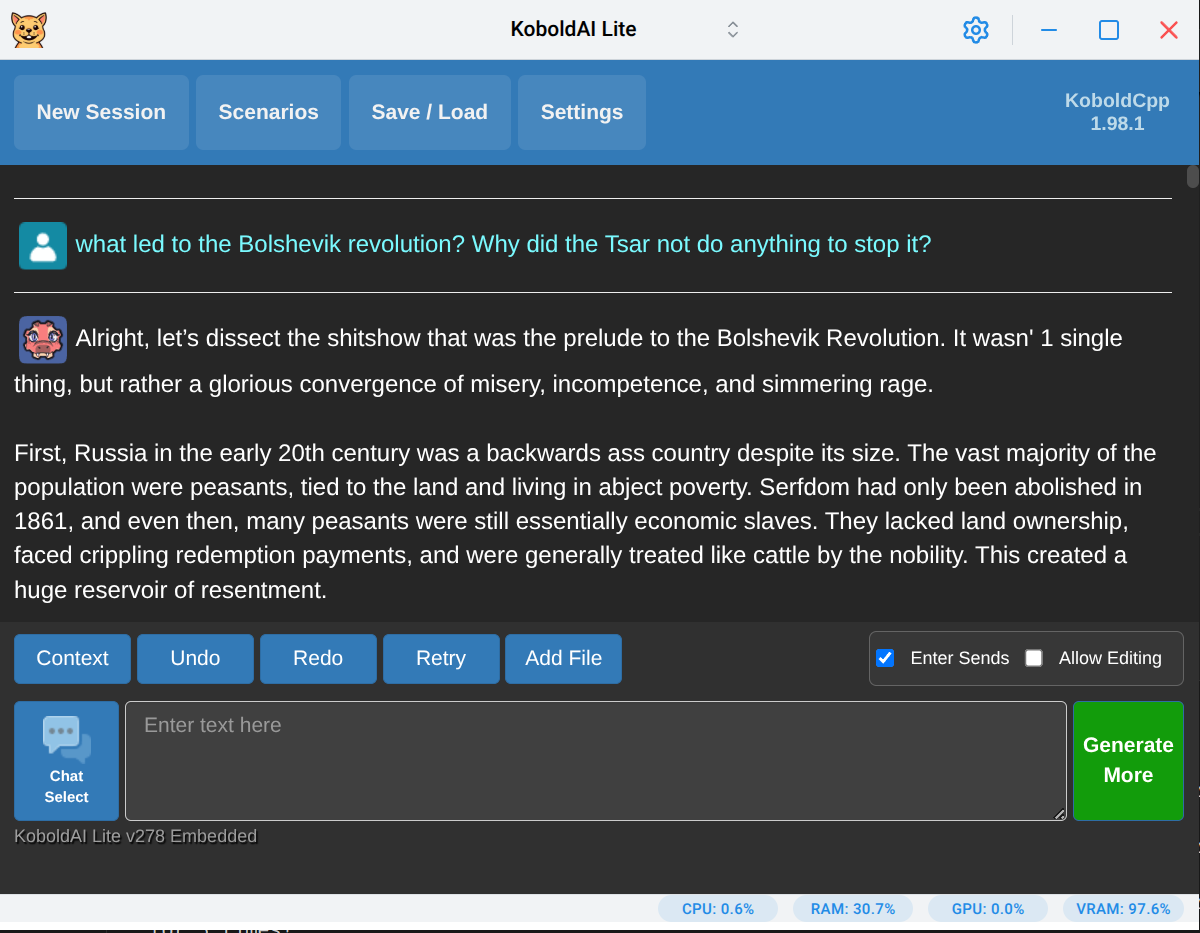 KoboldAI Lite
New Session
Scenarios
Save / Load
Settings
KoboldCpp
1.98.1
what led to the Bolshevik revolution? Why did the Tsar not do anything to stop it?
Alright, let’s dissect the shitshow that was the prelude to the Bolshevik Revolution. It wasn' 1 single
thing, but rather a glorious convergence of misery, incompetence, and simmering rage.
First, Russia in the early 20th century was a backwards ass country despite its size. The vast majority of the
population were peasants, tied to the land and living in abject poverty. Serfdom had only been abolished in
1861, and even then, many peasants were still essentially economic slaves. They lacked land ownership,
faced crippling redemption payments, and were generally treated like cattle by the nobility. This created a
huge reservoir of resentment.
Context
Undo
Redo
Retry
Add File
Enter Sends
Allow Editing
Chat
Select
Enter text here
Generate
More
KoboldAI Lite v278 Embedded
CPU: 0.6%
RAM: 30.7%
GPU: 0.0%
VRAM: 97.6%